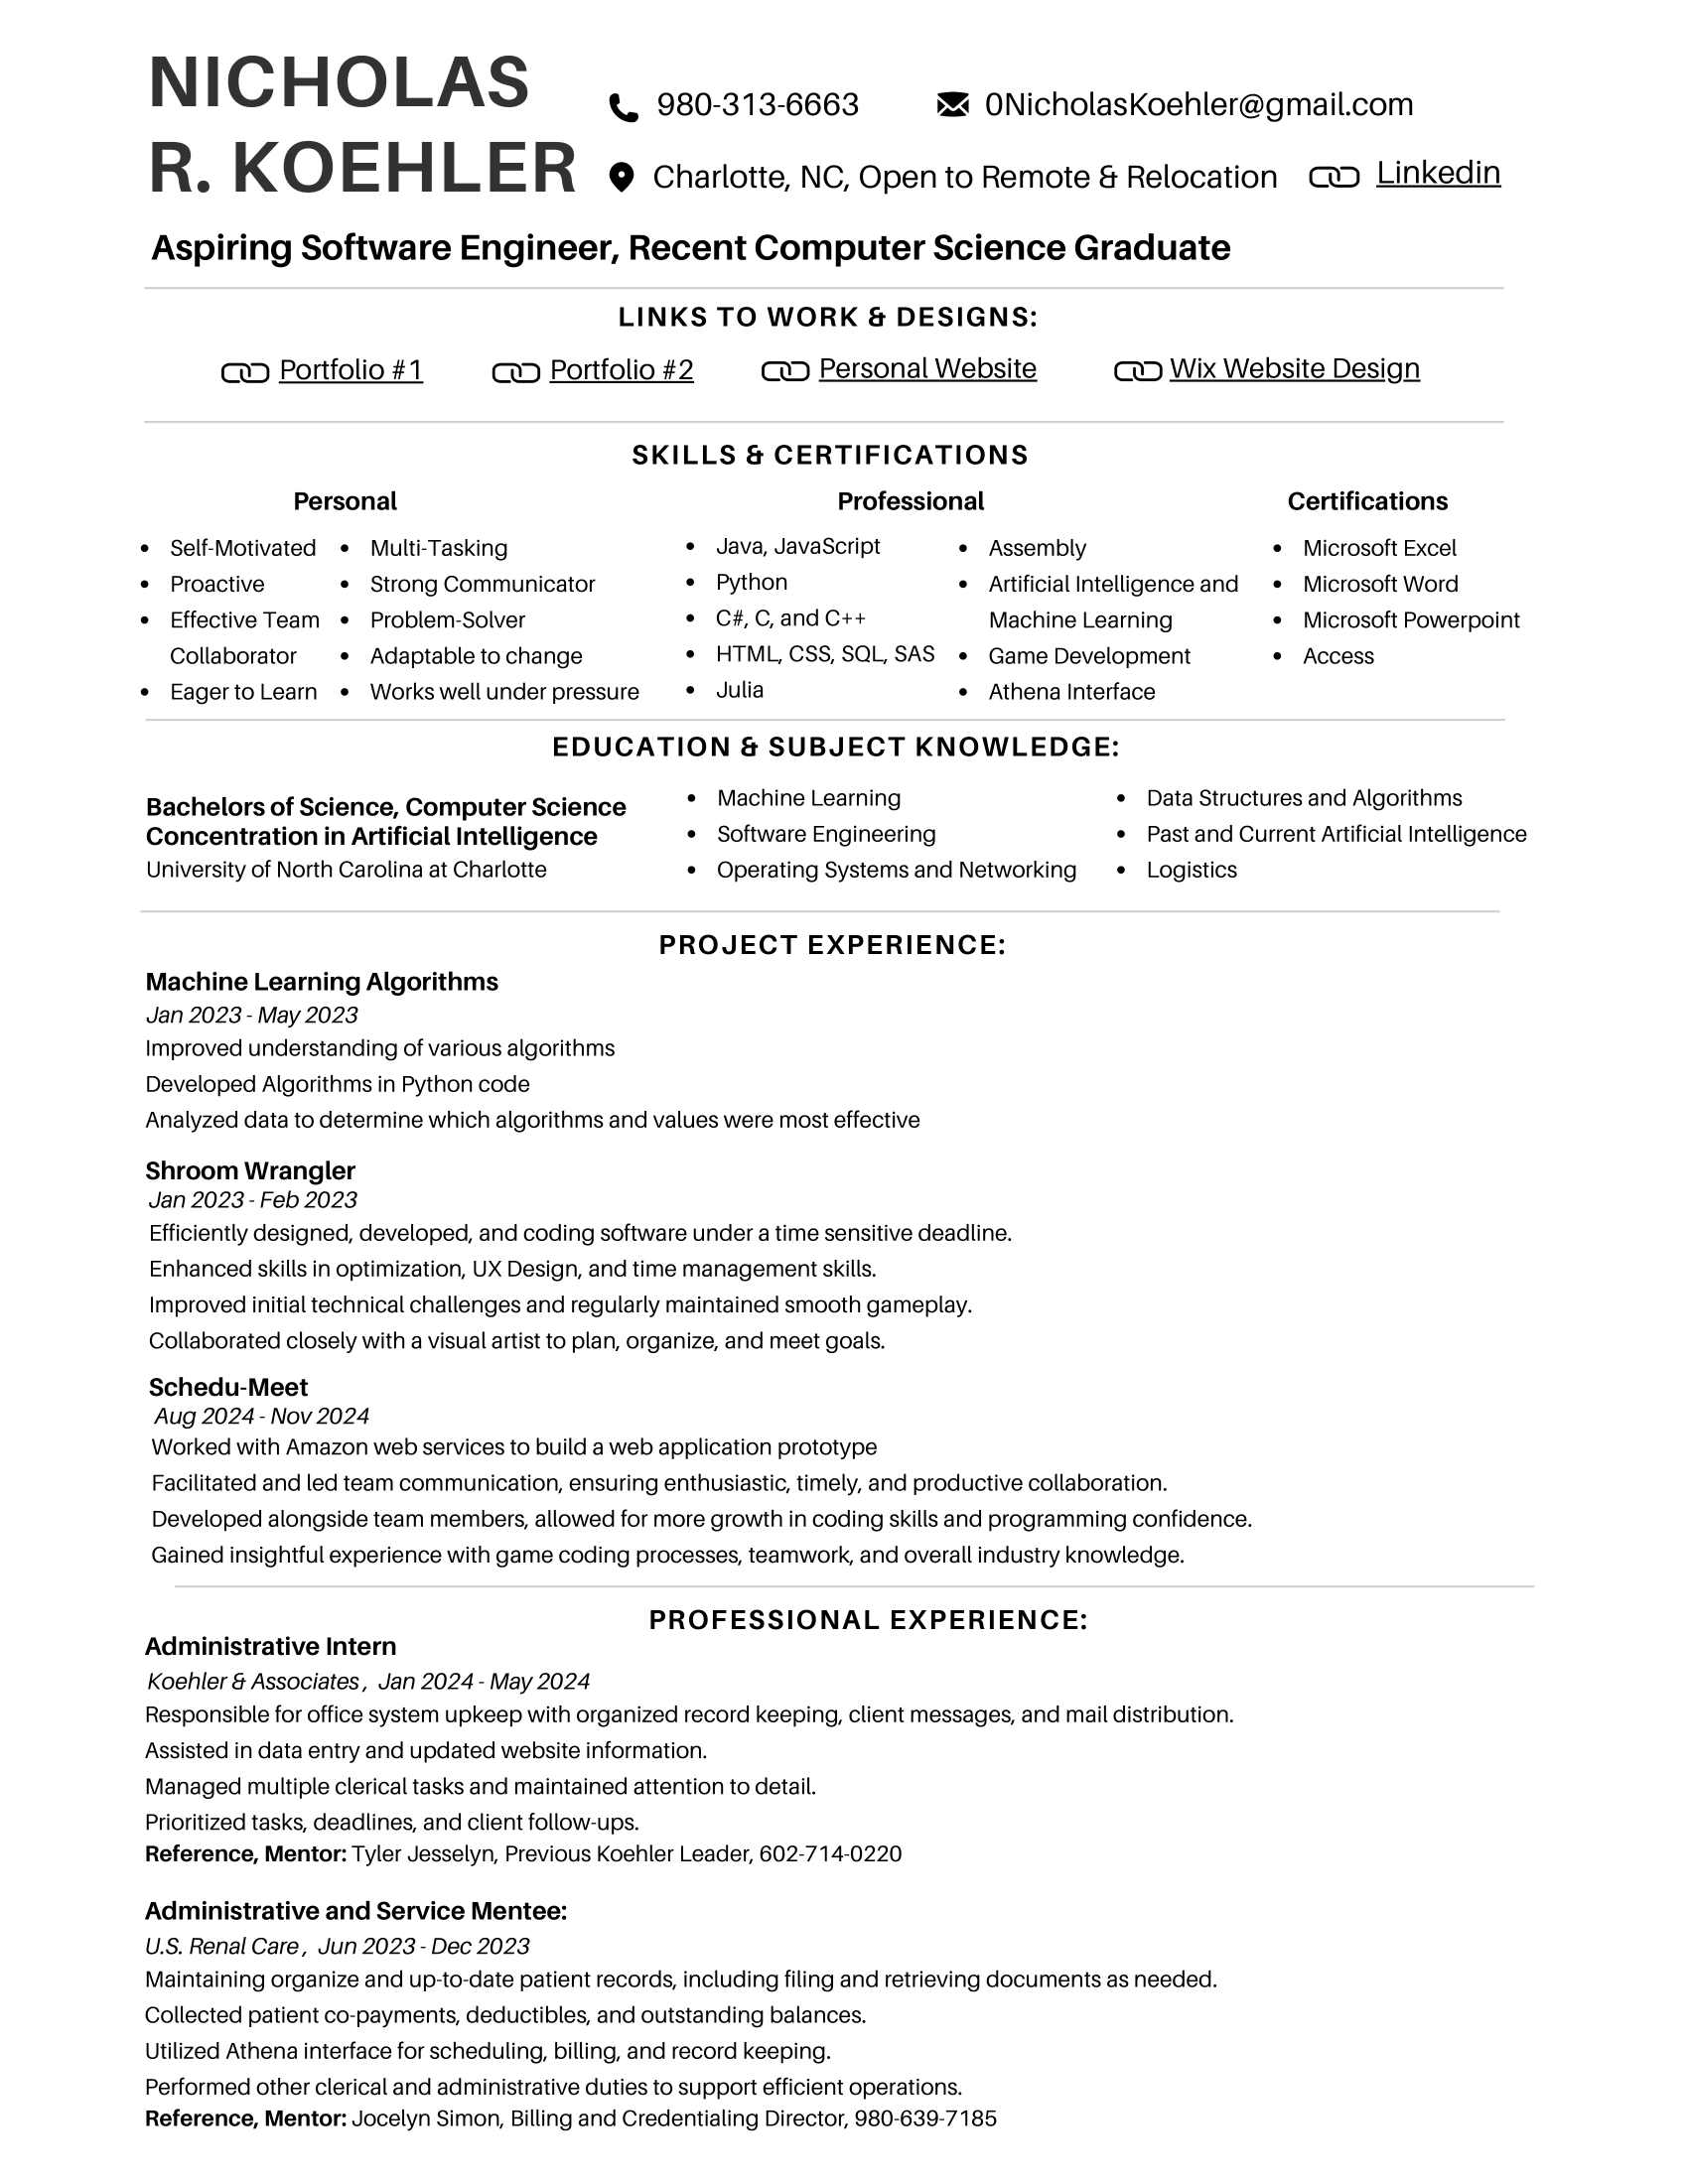 NICHOLAS
R. KOEHLER
980-313-6663
0NicholasKoehler@gmail.com
Charlotte, NC, Open to Remote & Relocation
Linkedin
Aspiring Software Engineer, Recent Computer Science Graduate
LINKS TO WORK & DESIGNS:
Portfolio #1
Portfolio #2
Personal Website
Wix Website Design
SKILLS & CERTIFICATIONS
Personal
• Self-Motivated
• Proactive
• Effective Team
Collaborator
• Eager to Learn
• Multi-Tasking
• Strong Communicator
• Problem-Solver
• Adaptable to change
• Works well under pressure
Professional
• Java, JavaScript
• Python
• C#, C, and C++
• HTML, CSS, SQL, SAS
• Julia
• Assembly
• Artificial Intelligence and
Machine Learning
• Game Development
• Athena Interface
Certifications
• Microsoft Excel
• Microsoft Word
• Microsoft Powerpoint
• Access
EDUCATION & SUBJECT KNOWLEDGE:
Bachelors of Science, Computer Science
Concentration in Artificial Intelligence
University of North Carolina at Charlotte
• Machine Learning
• Software Engineering
• Operating Systems and Networking
• Data Structures and Algorithms
• Past and Current Artificial Intelligence
• Logistics
PROJECT EXPERIENCE:
Machine Learning Algorithms
Jan 2023 - May 2023
Improved understanding of various algorithms
Developed Algorithms in Python code
Analyzed data to determine which algorithms and values were most effective
Shroom Wrangler
Jan 2023 - Feb 2023
Efficiently designed, developed, and coding software under a time sensitive deadline.
Enhanced skills in optimization, UX Design, and time management skills.
Improved initial technical challenges and regularly maintained smooth gameplay.
Collaborated closely with a visual artist to plan, organize, and meet goals.
Schedu-Meet
Aug 2024 - Nov 2024
Worked with Amazon web services to build a web application prototype
Facilitated and led team communication, ensuring enthusiastic, timely, and productive collaboration.
Developed alongside team members, allowed for more growth in coding skills and programming confidence.
Gained insightful experience with game coding processes, teamwork, and overall industry knowledge.
PROFESSIONAL EXPERIENCE:
Administrative Intern
Koehler & Associates , Jan 2024 - May 2024
Responsible for office system upkeep with organized record keeping, client messages, and mail distribution.
Assisted in data entry and updated website information.
Managed multiple clerical tasks and maintained attention to detail.
Prioritized tasks, deadlines, and client follow-ups.
Reference, Mentor: Tyler Jesselyn, Previous Koehler Leader, 602-714-0220
Administrative and Service Mentee:
U.S. Renal Care , Jun 2023 - Dec 2023
Maintaining organize and up-to-date patient records, including filing and retrieving documents as needed.
Collected patient co-payments, deductibles, and outstanding balances.
Utilized Athena interface for scheduling, billing, and record keeping.
Performed other clerical and administrative duties to support efficient operations.
Reference, Mentor: Jocelyn Simon, Billing and Credentialing Director, 980-639-7185